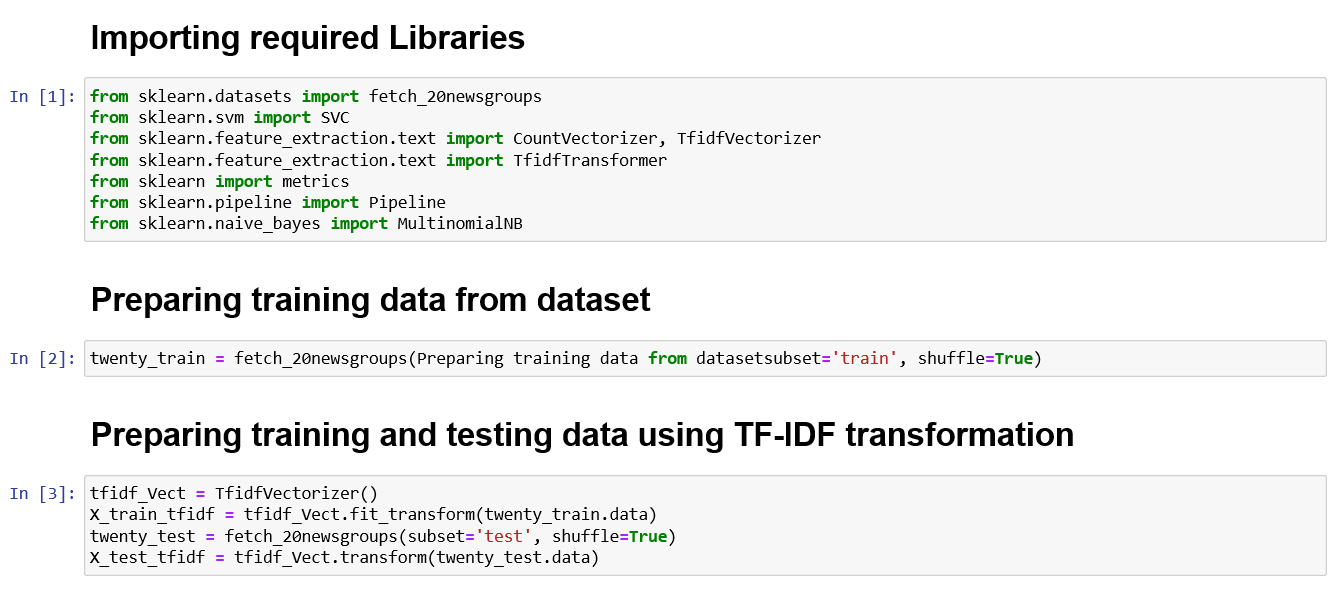 Importing required Libraries
In [1]: from sklearn.datasets import fetch_20newsgroups
from sklearn.svm import SVC
from sklearn.feature_extraction.text import CountVectorizer, TfidfVectorizer
from sklearn.feature_extraction.text import TfidfTransformer
from sklearn import metrics
from sklearn.pipeline import Pipeline
from sklearn.naive_bayes import MultinomialNB
Preparing training data from dataset
In [2]: twenty_train = fetch_20newsgroups(Preparing training data from datasetsubset='train', shuffle=True)
Preparing training and testing data using TF-IDF transformation
In [3]: tfidf_Vect = TfidfVectorizer()
X_train_tfidf = tfidf_Vect.fit_transform(twenty_train.data)
twenty_test = fetch_20newsgroups(subset='test', shuffle=True)
X_test_tfidf = tfidf_Vect.transform(twenty_test.data)